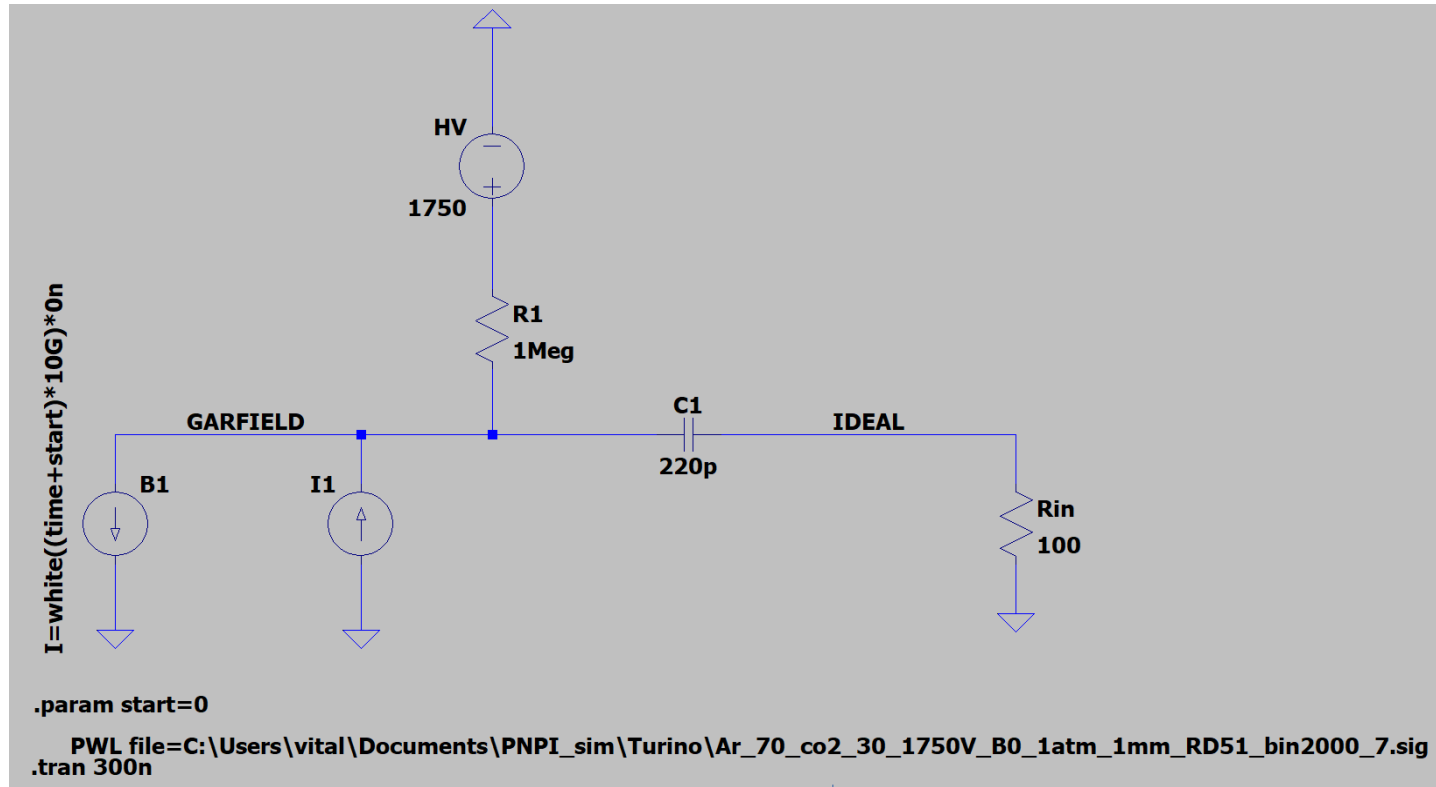 HV
1750
R1
1Meg
I=white((time+start)*10G)*0n
GARFIELD
C1
220p
IDEAL
B1
I1
Rin
100
.param start=0
PWL file=C:\Users\vital\Documents\PNPI_sim\Turino\Ar_70_co2_30_1750V_B0_1atm_1mm_RD51_bin2000_7.sig
.tran 300n